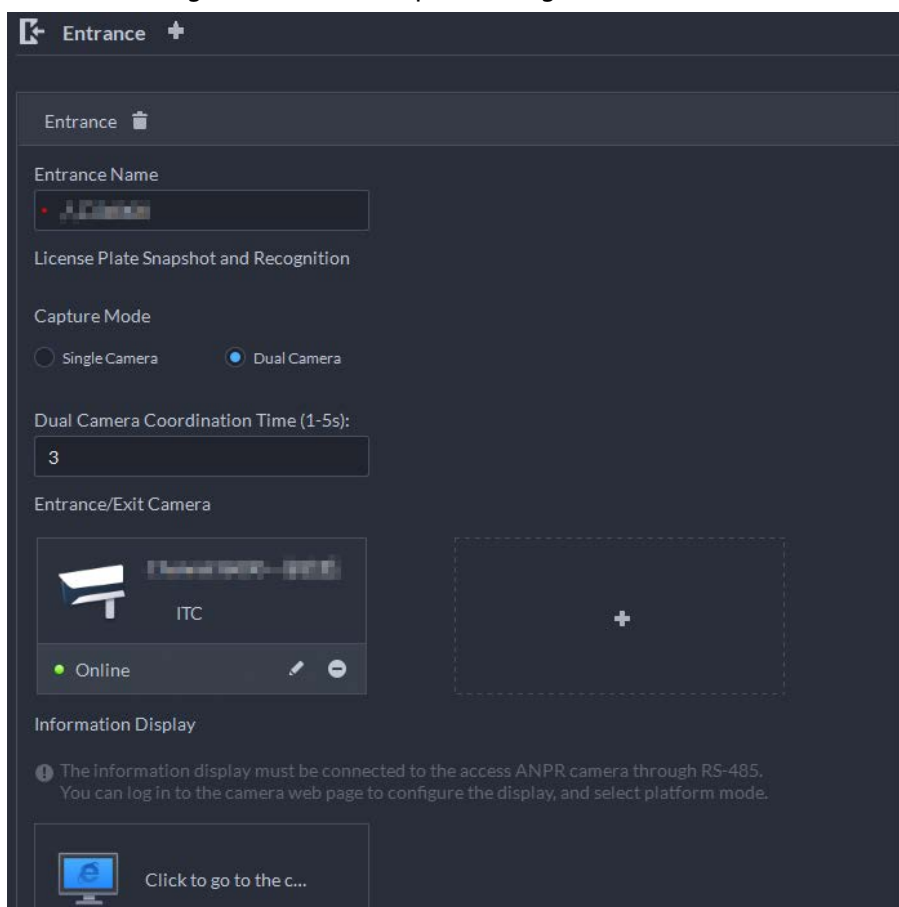 Entrance
Entrance
Entrance Name
License Plate Snapshot and Recognition
Capture Mode
Single Camera Dual Camera
Dual Camera Coordination Time (1-5s):
3
Entrance/Exit Camera
ITC
Online
Information Display
The information display must be connected to the access ANPR camera through RS-485.
You can log in to the camera web page to configure the display, and select platform mode.
Click to go to the c...